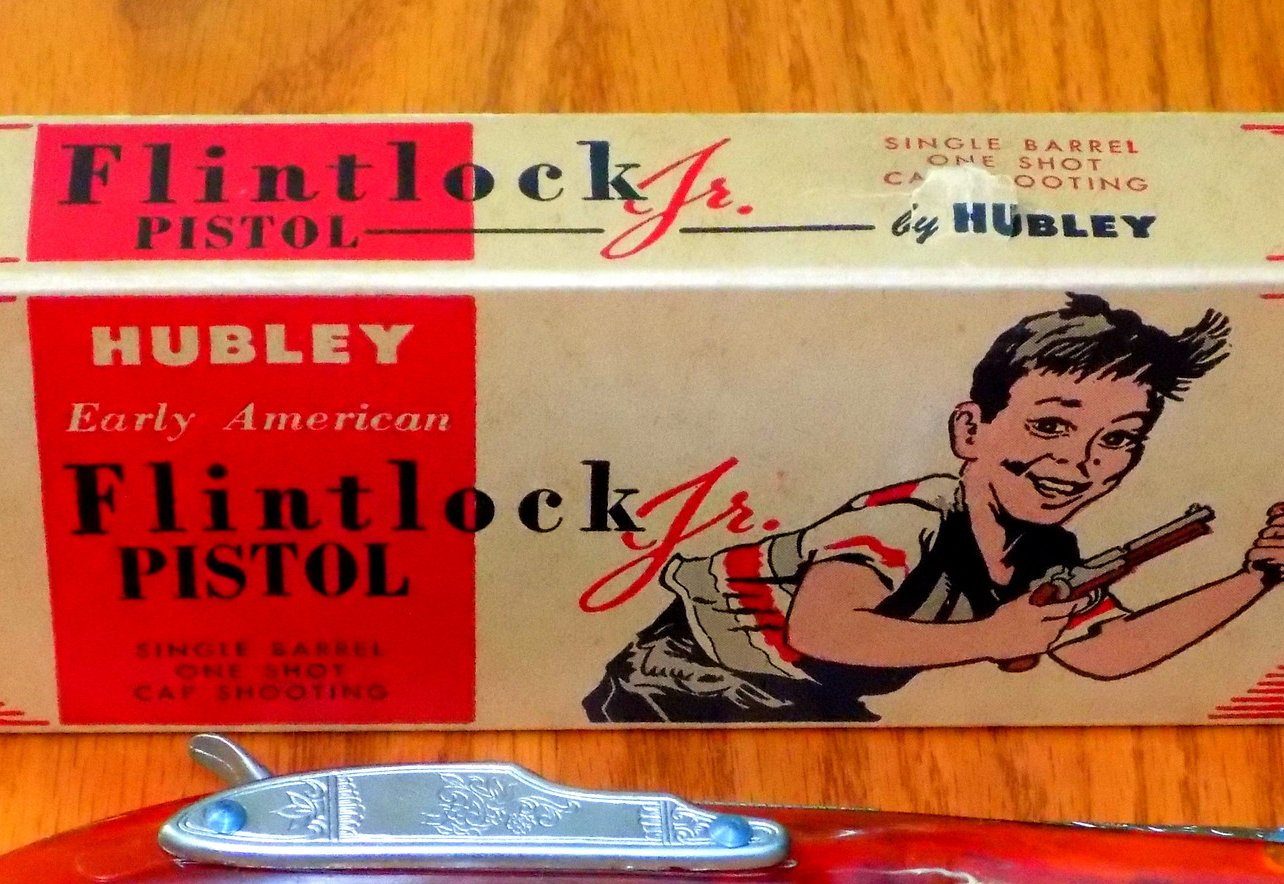 Flintlock Jr.
PISTOL
SINGLE BARREL
ONE SHOT
by HUBLEY
HUBLEY
Early American
Flintlock Jr.
PISTOL
SINGLE BARREL
ONE SHOT
CAP SHOOTING